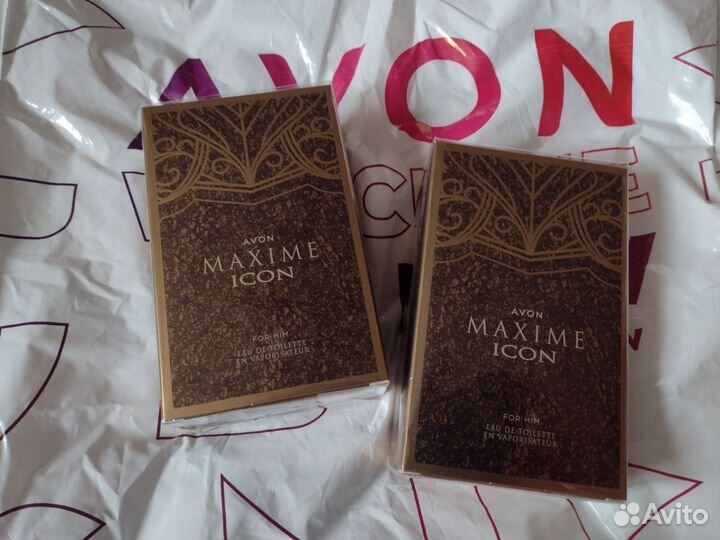 AVON
AVON
MAXIME
ICON
FOR HIM
EAU DE TOILETTE
EN VAPORISATEUR
AVON
MAXIME
ICON
FOR HIM
EAU DE TOILETTE
EN VAPORISATEUR
Avito